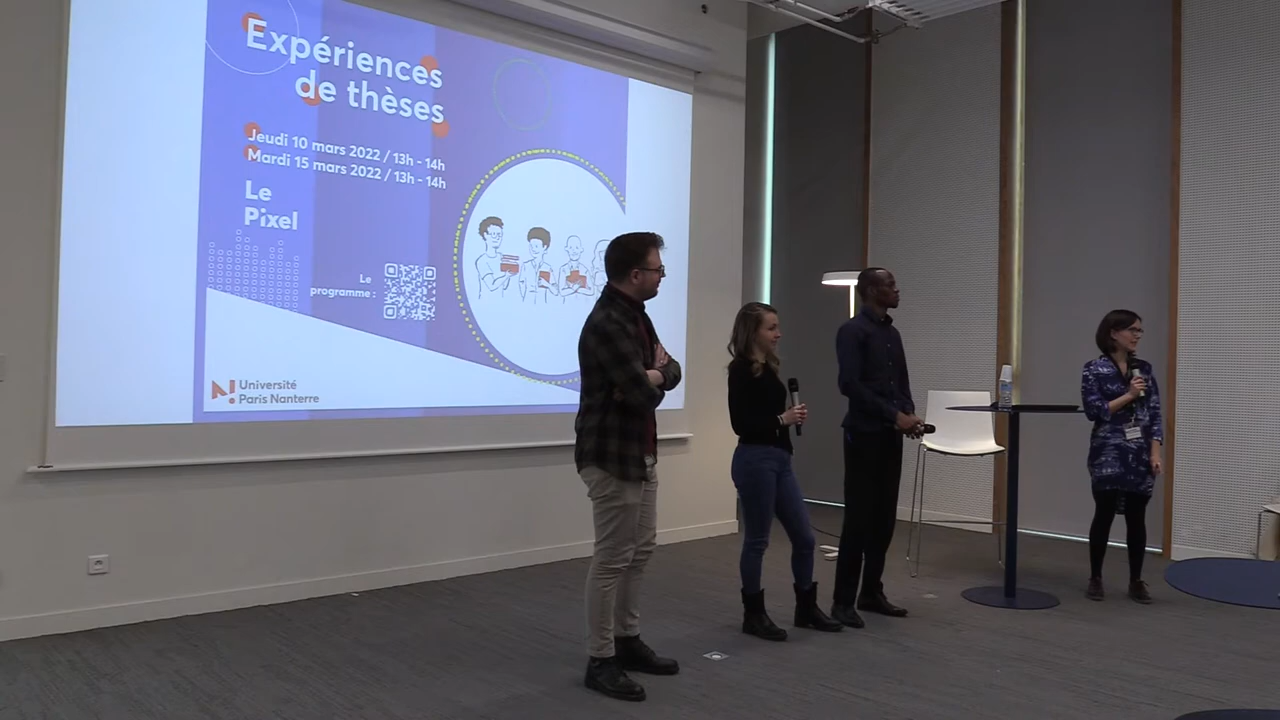 Expériences
de thèses
Jeudi 10 mars 2022 / 13h - 14h
Mardi 15 mars 2022 / 13h - 14h
Le
Pixel
Le
programme :
Université
Paris Nanterre